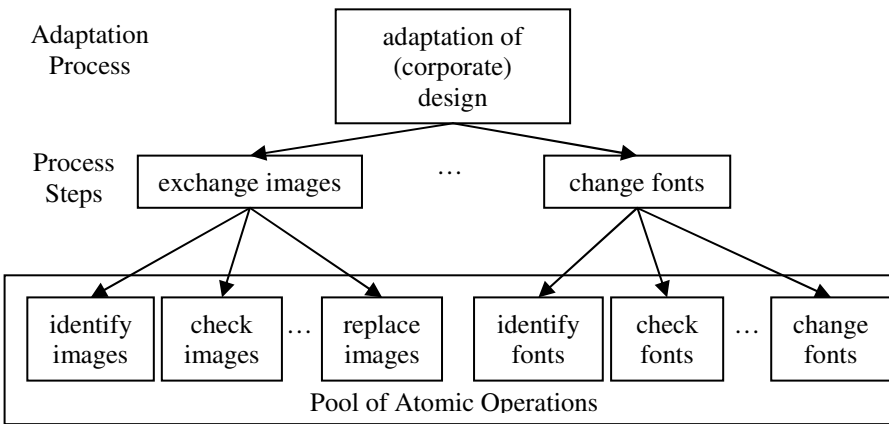 Adaptation
Process
adaptation of
(corporate)
design
Process
Steps
exchange images
…
change fonts
identify
images
check
images
…
replace
images
identify
fonts
check
fonts
…
change
fonts
Pool of Atomic Operations